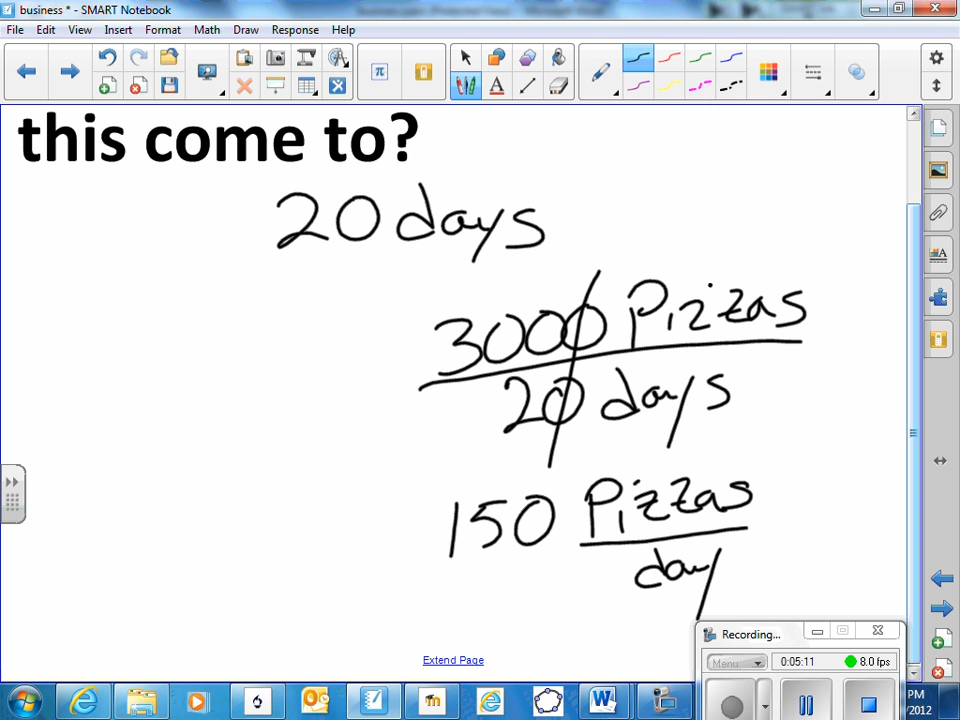 business * - SMART Notebook
File Edit View Insert Format Math Draw Response Help
this come to?
20 days
3000 Pizzas
20 days
150 Pizzas
day
Extend Page
Recording...
Menu 0:05:11 8.0 fps
PM
/2012